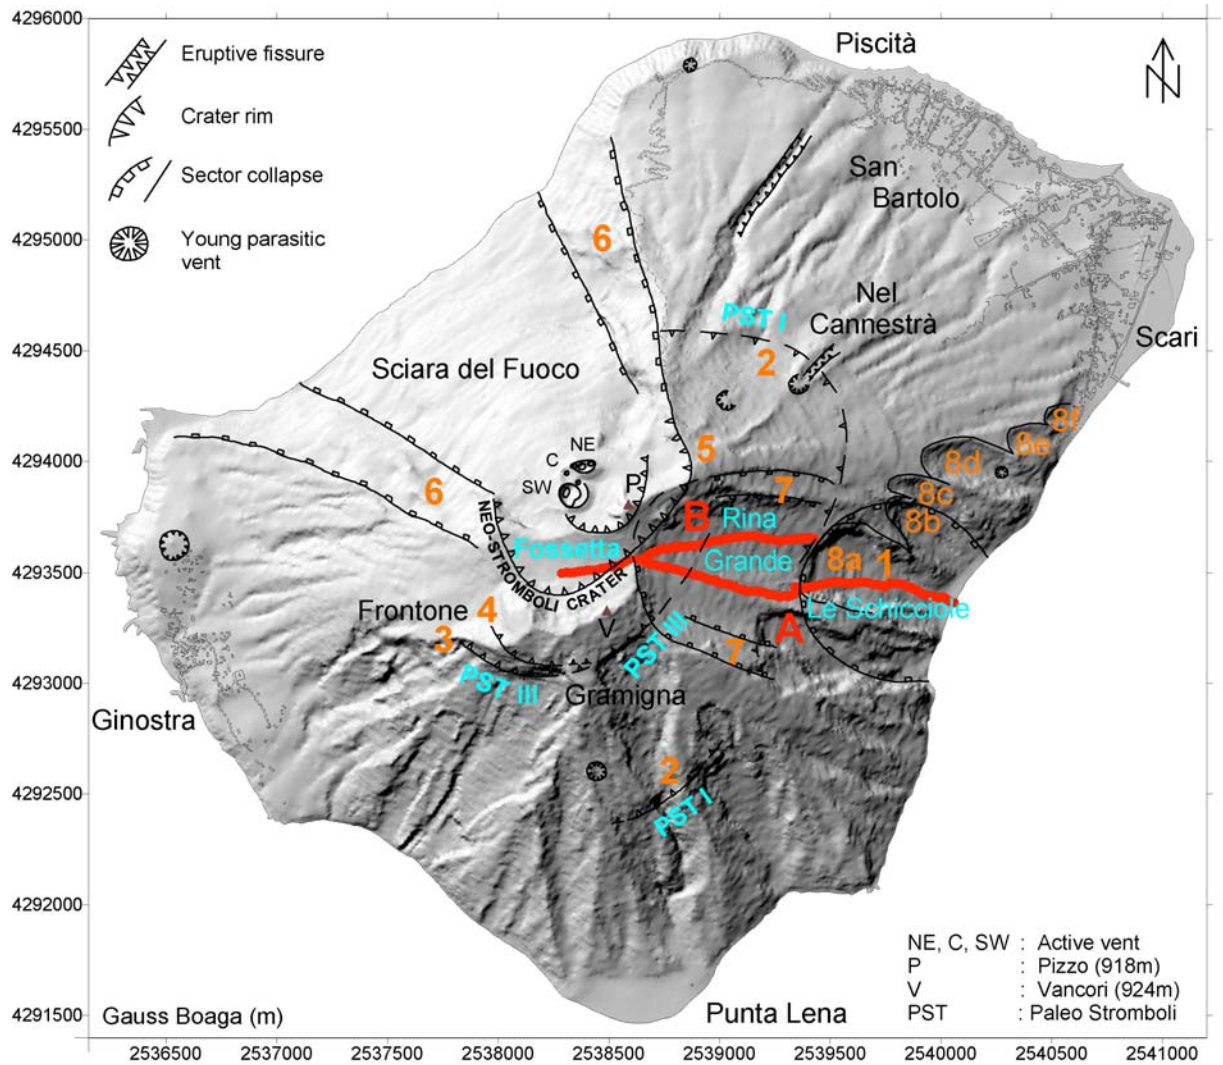 4296000
4295500
4295000
4294500
4294000
4293500
4293000
4292500
4292000
4291500
Eruptive fissure
Crater rim
Sector collapse
Young parasitic
vent
Piscità
N
San
Bartolo
6
PST I
Nel
Cannestrà
2
Scari
Sciara del Fuoco
5
8f
8e
8d
NE
C
SW
P
6
7
8c
8b
B
Rina
Fossetta
Grande
8a
1
NEO-STROMBOLI CRATER
Le Schicciole
Frontone
4
V
A
3
PST III
7
PST III
Gramigna
Ginostra
2
PST I
NE, C, SW : Active vent
P : Pizzo (918m)
V : Vancori (924m)
PST : Paleo Stromboli
Gauss Boaga (m)
Punta Lena
2536500 2537000 2537500 2538000 2538500 2539000 2539500 2540000 2540500 2541000